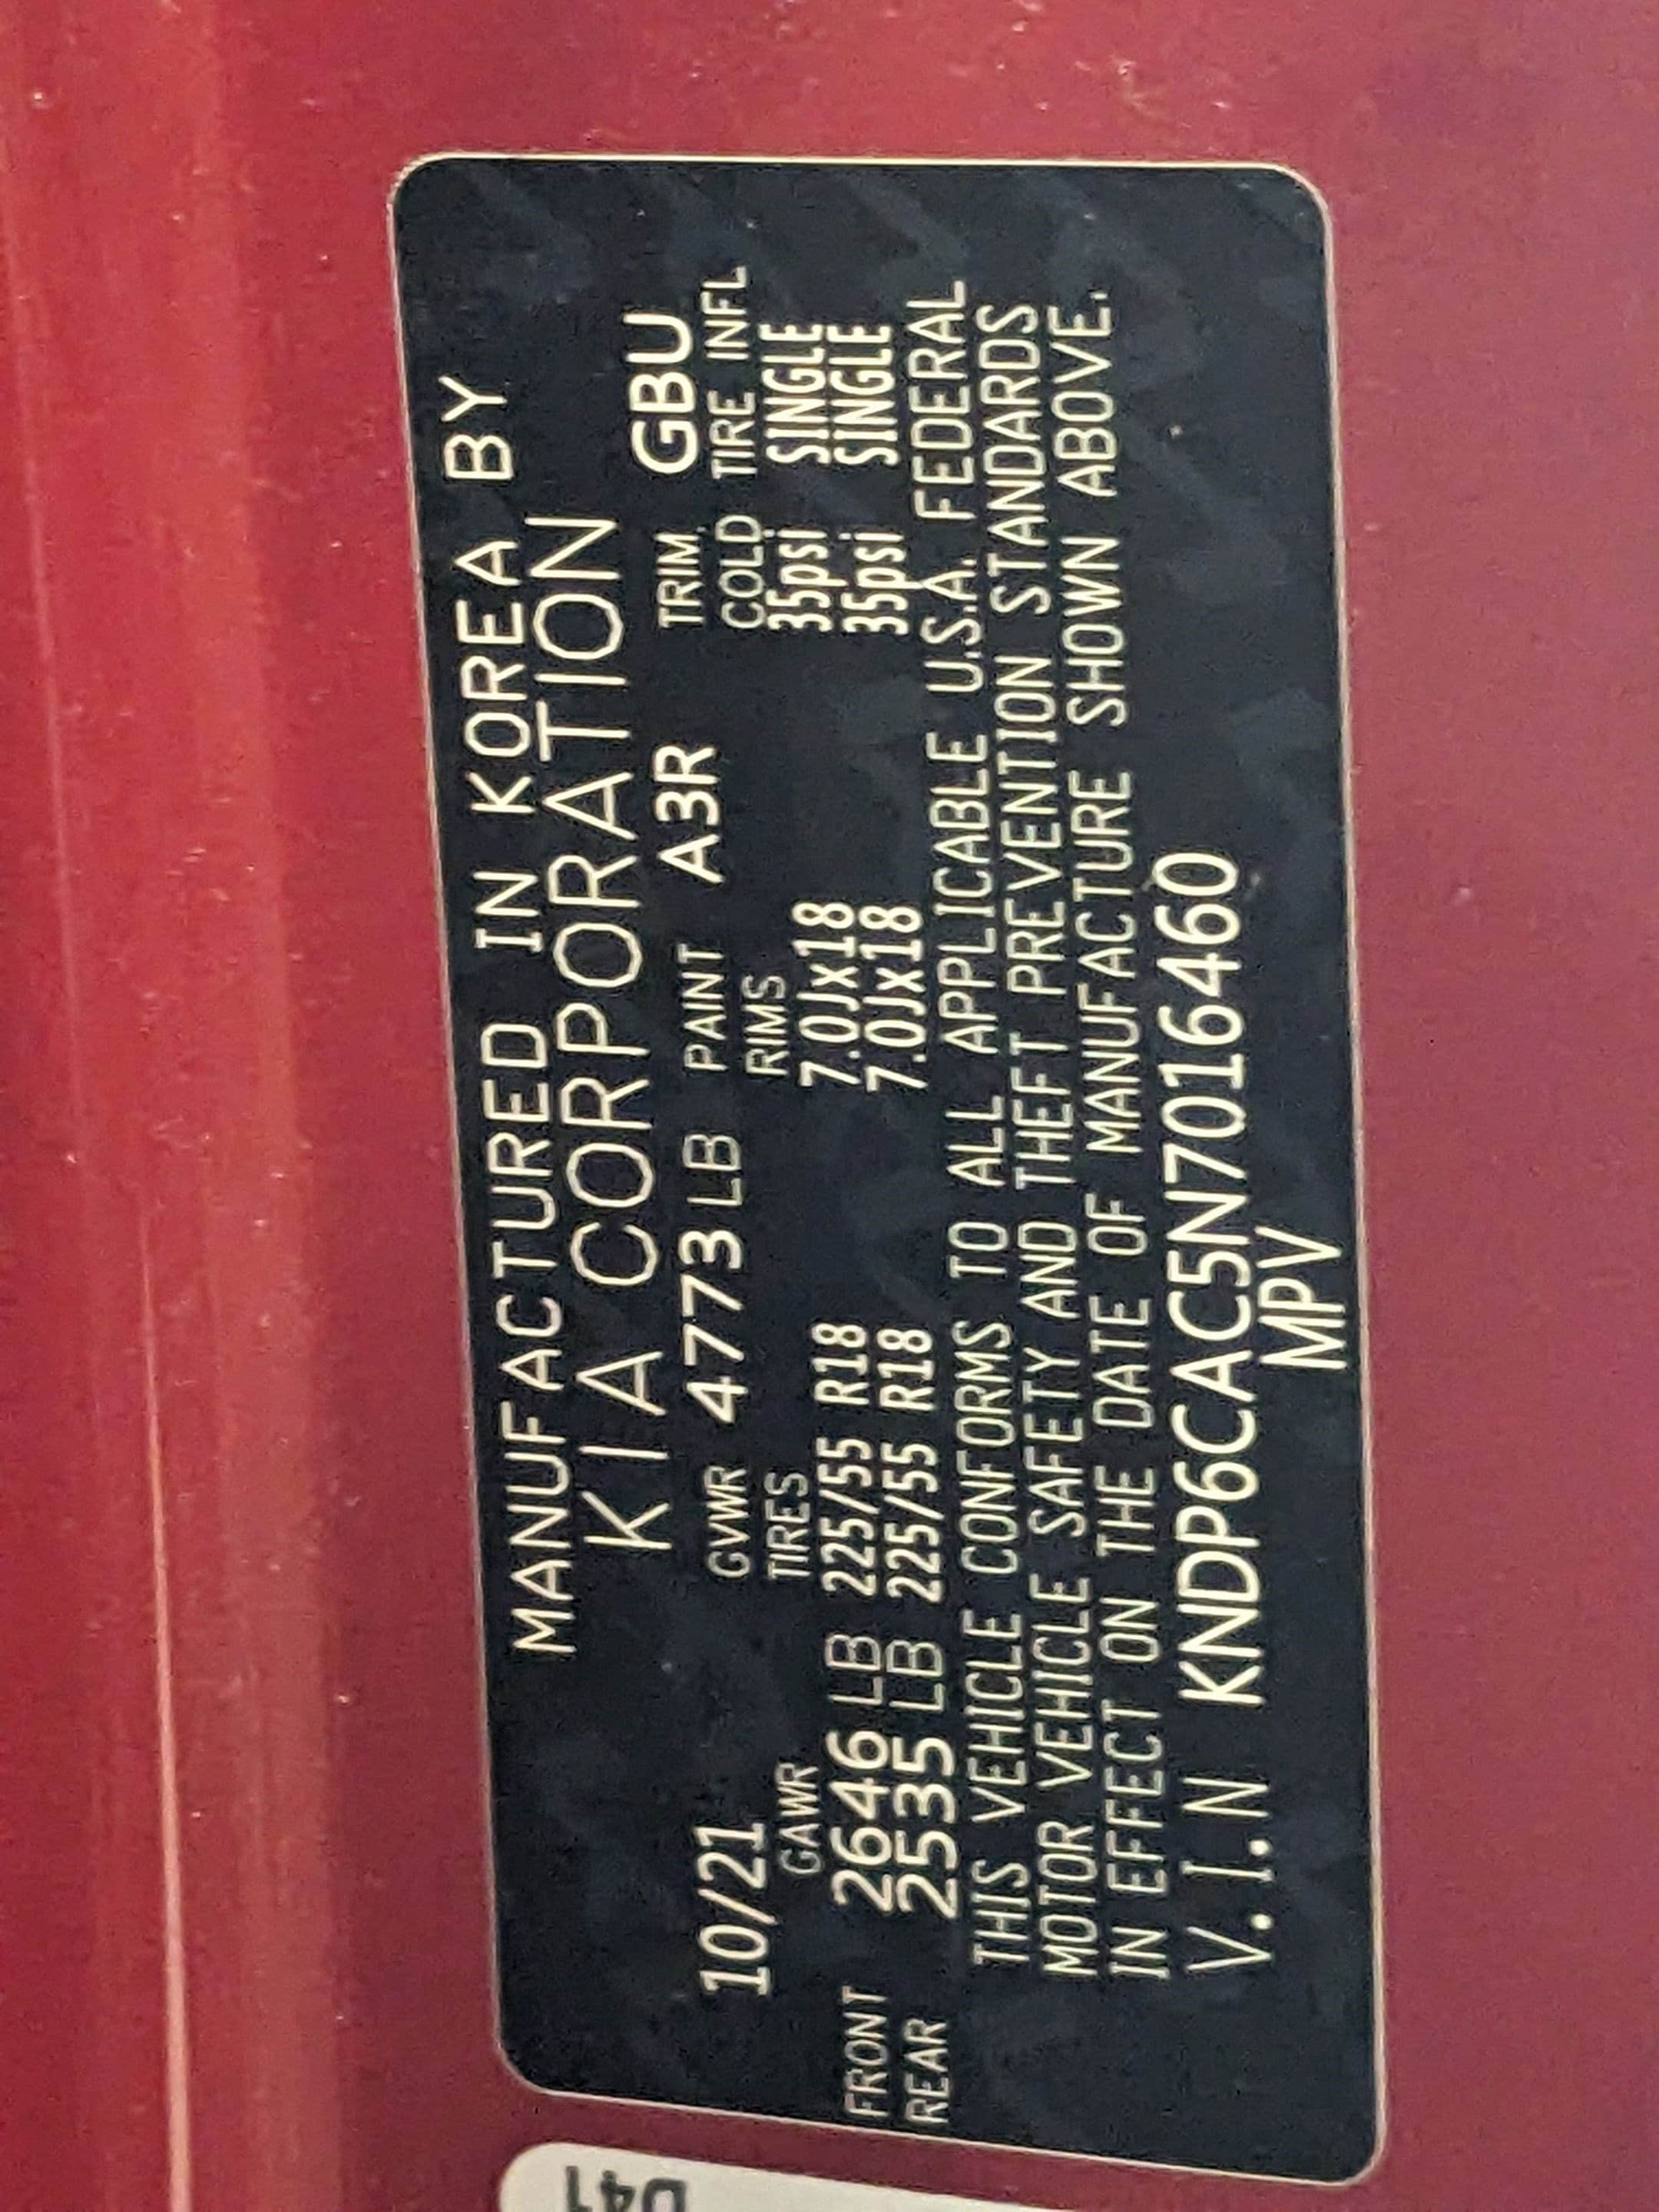 MANUFACTURED IN KOREA BY
KIA CORPORATION
10/21 GVWR 4773 LB PAINT A3R TRIM GBU
GAWR TIRES RIMS COLD TIRE INFL
FRONT 2646 LB 225/55 R18 7.0Jx18 35psi SINGLE
REAR 2535 LB 225/55 R18 7.0Jx18 35psi SINGLE
THIS VEHICLE CONFORMS TO ALL APPLICABLE U.S.A. FEDERAL
MOTOR VEHICLE SAFETY AND THEFT PREVENTION STANDARDS
IN EFFECT ON THE DATE OF MANUFACTURE SHOWN ABOVE.
V.I.N KNDP6CAC5N7016460
MPV
D41